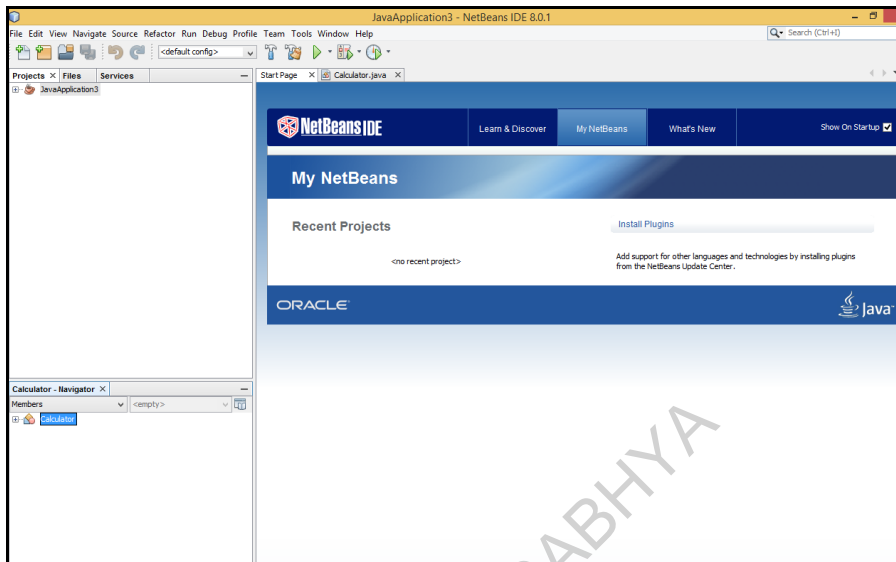 JavaApplication3 - NetBeans IDE 8.0.1
File Edit View Navigate Source Refactor Run Debug Profile Team Tools Window Help
Search (Ctrl+I)
<default config>
Projects Files Services
Start Page Calculator.java
JavaApplication3
NetBeans IDE
Learn & Discover
My NetBeans
What's New
Show On Startup
My NetBeans
Recent Projects
Install Plugins
<no recent project>
Add support for other languages and technologies by installing plugins
from the NetBeans Update Center.
ORACLE
Java
Calculator - Navigator
Members
<empty>
Calculator